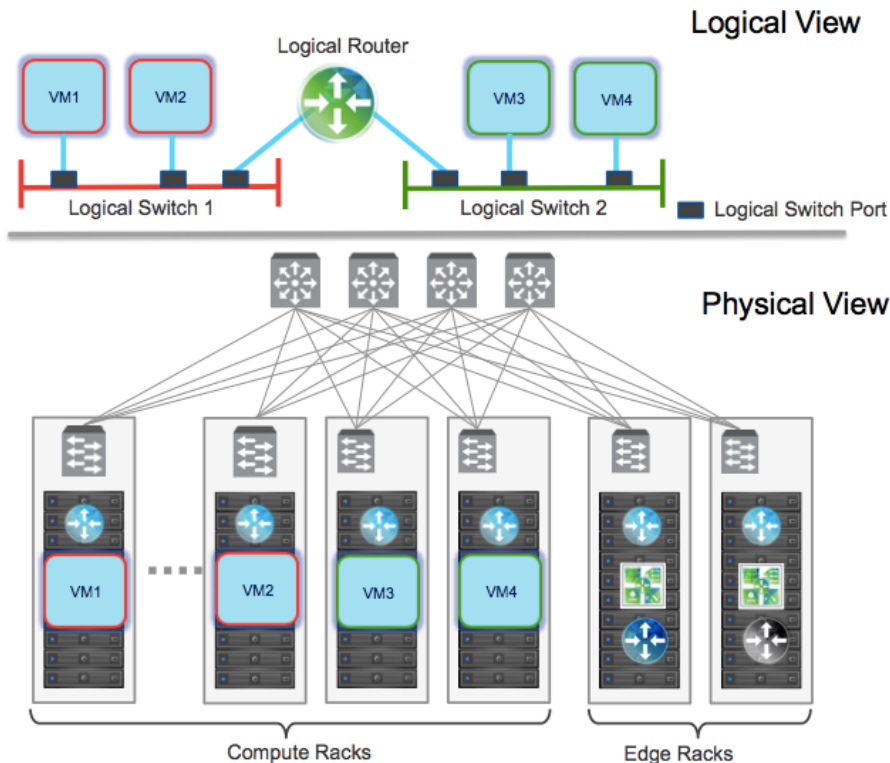 Logical View
Logical Router
VM1
VM2
VM3
VM4
Logical Switch 1
Logical Switch 2
Logical Switch Port
Physical View
VM1
VM2
VM3
VM4
Compute Racks
Edge Racks